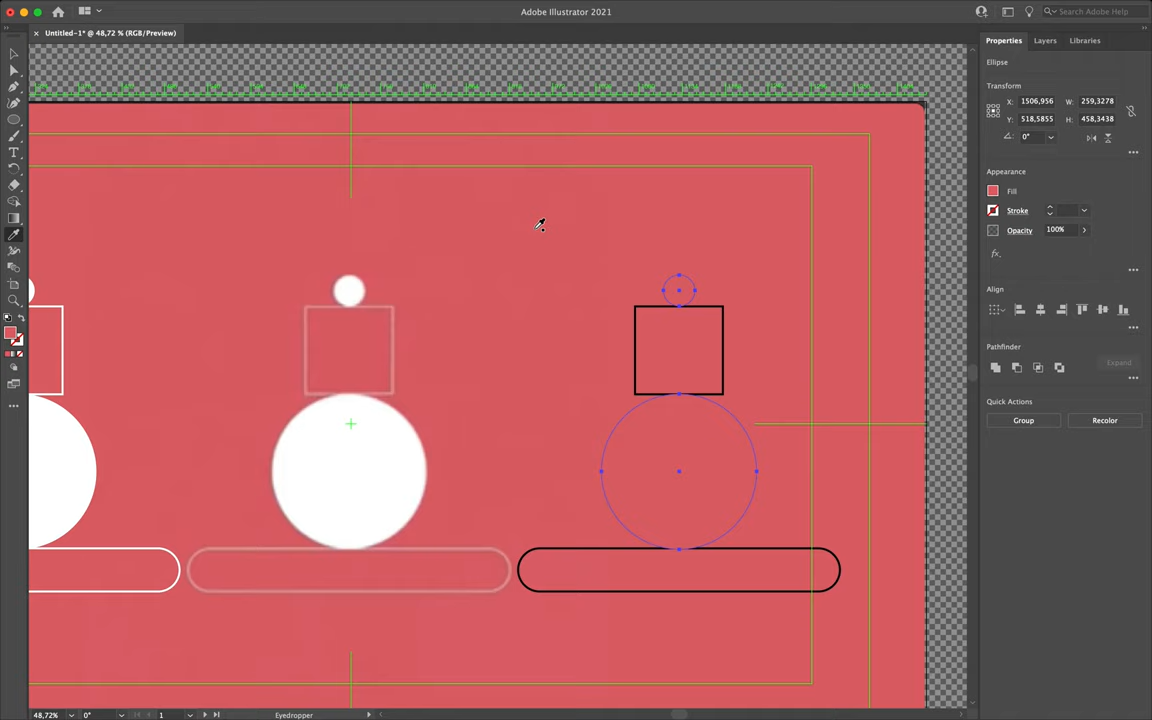 Adobe Illustrator 2021
Search Adobe Help
Untitled-1* @ 48,72 % (RGB/Preview)
Properties
Layers
Libraries
Ellipse
Transform
X:
1506,956
W:
259,3278
Y:
518,5855
H:
458,3438
0°
Appearance
Fill
Stroke
Opacity
100%
fx.
Align
Pathfinder
Expand
Quick Actions
Group
Recolor
48,72%
0°
1
Eyedropper